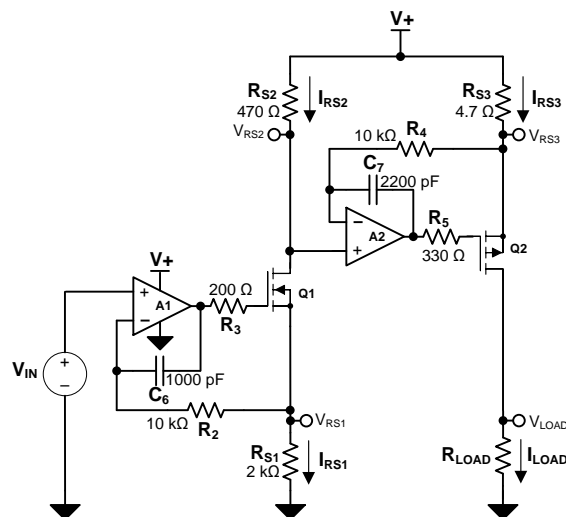 V+
RS2
470 Ω
IRS2
VRS2
RS3
4.7 Ω
IRS3
VRS3
10 kΩ
R4
C7
2200 pF
−
+
A2
R5
330 Ω
Q2
V+
+
−
A1
200 Ω
R3
Q1
VIN
+
−
C6
1000 pF
10 kΩ
R2
VRS1
RS1
2 kΩ
IRS1
VLOAD
RLOAD
ILOAD